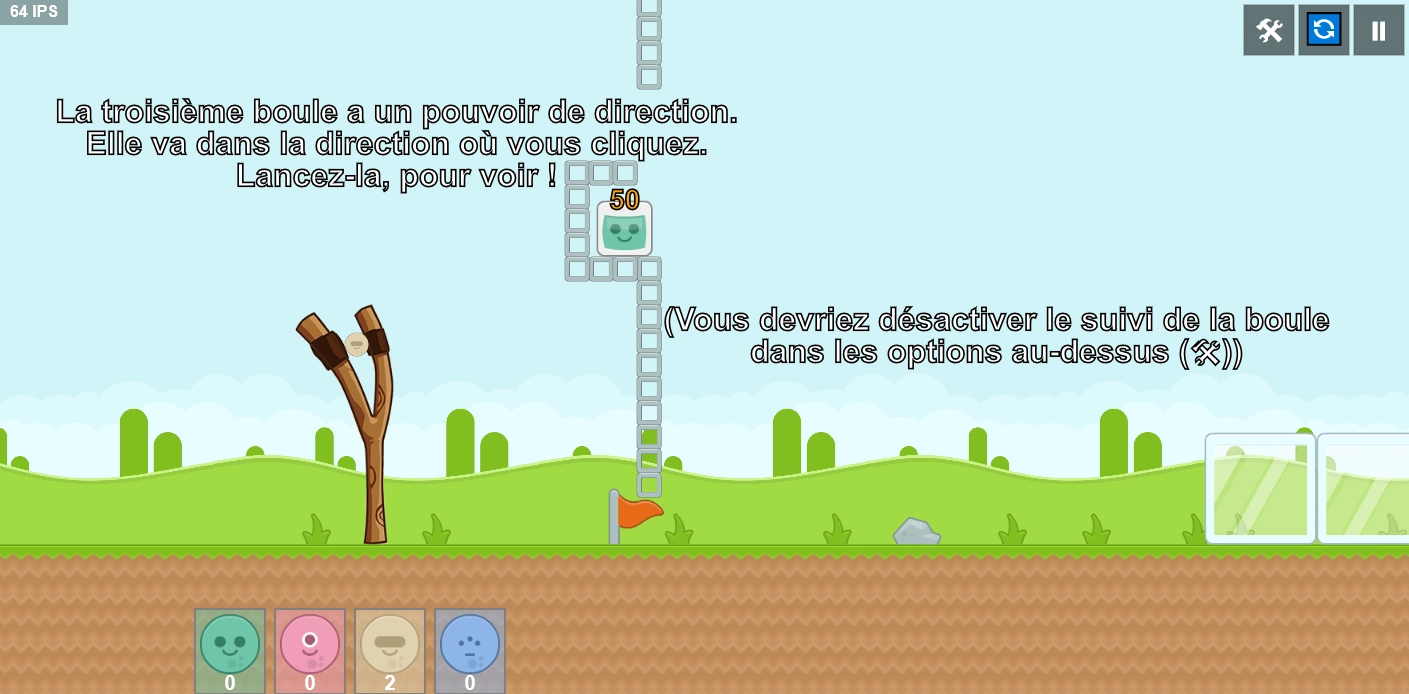 64 IPS
La troisième boule a un pouvoir de direction.
Elle va dans la direction où vous cliquez.
Lancez-la, pour voir !
50
(Vous devriez désactiver le suivi de la boule
dans les options au-dessus (🛠))
0
0
2
0